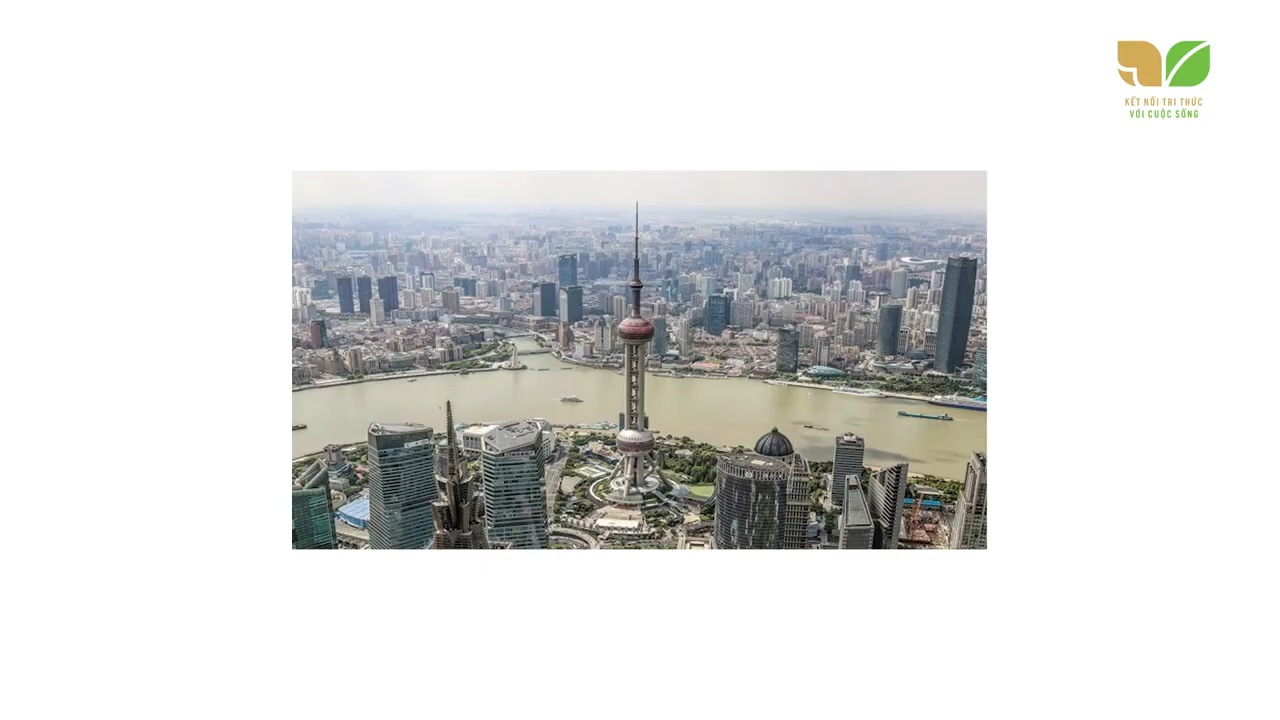 KẾT NỐI TRI THỨC
VỚI CUỘC SỐNG